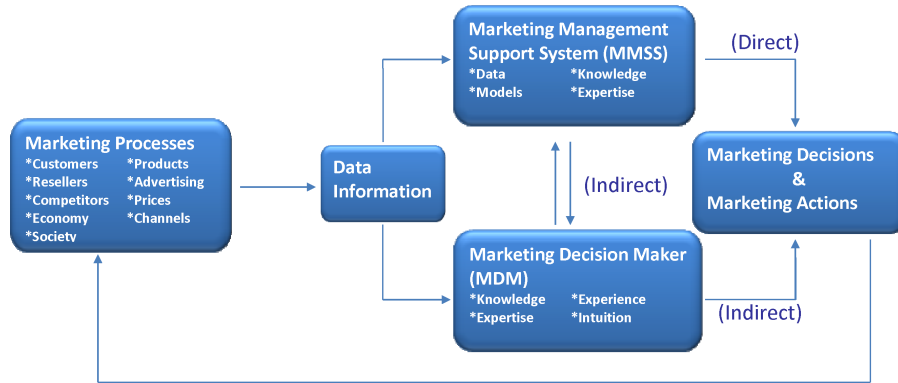 Marketing Management
Support System (MMSS)
*Data *Knowledge
*Models *Expertise
(Direct)
Marketing Processes
*Customers *Products
*Resellers *Advertising
*Competitors *Prices
*Economy *Channels
*Society
Data
Information
(Indirect)
Marketing Decisions
&
Marketing Actions
Marketing Decision Maker
(MDM)
*Knowledge *Experience
*Expertise *Intuition
(Indirect)